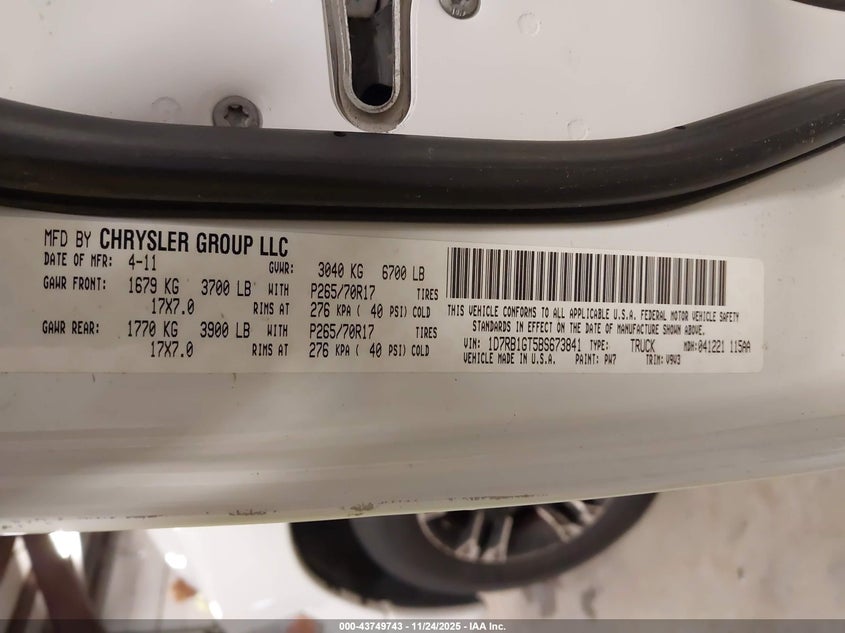 MFD BY CHRYSLER GROUP LLC
DATE OF MFR: 4-11 GVWR: 3040 KG 6700 LB
GAWR FRONT: 1679 KG 3700 LB WITH P265/70R17 TIRES
17X7.0 RIMS AT 276 KPA ( 40 PSI) COLD
GAWR REAR: 1770 KG 3900 LB WITH P265/70R17 TIRES
17X7.0 RIMS AT 276 KPA ( 40 PSI) COLD
THIS VEHICLE CONFORMS TO ALL APPLICABLE U.S.A. FEDERAL MOTOR VEHICLE SAFETY
STANDARDS IN EFFECT ON THE DATE OF MANUFACTURE SHOWN ABOVE.
VIN: 1D7RB1GT5BS673841 TYPE: TRUCK MDH: 041221 115AA
VEHICLE MADE IN U.S.A. PAINT: PW7 TRIM: V9V3
000-43749743 - 11/24/2025 - IAA Inc.